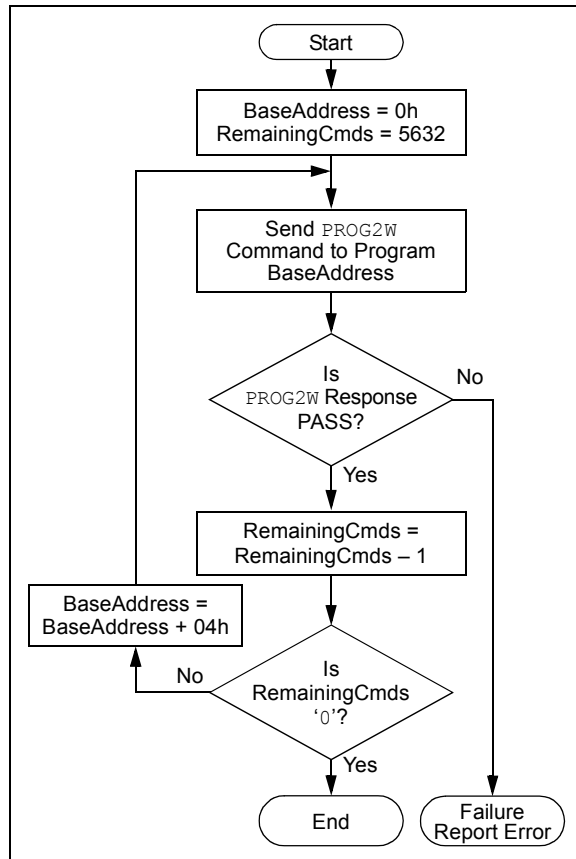 Start
BaseAddress = 0h
RemainingCmds = 5632
Send PROG2W
Command to Program
BaseAddress
Is
PROG2W Response
PASS?
No
Yes
RemainingCmds =
RemainingCmds – 1
BaseAddress =
BaseAddress + 04h
No
Is
RemainingCmds
‘0’?
Yes
End
Failure
Report Error